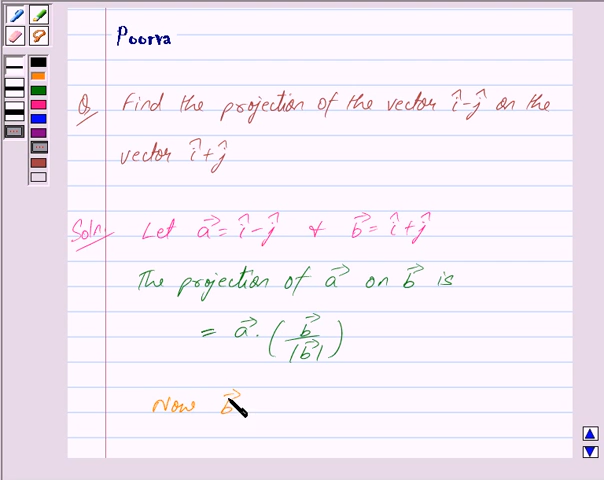 Poorva
Q Find the projection of the vector î-ĵ on the
vector î+ĵ
Soln. Let a⃗ = î-ĵ & b⃗ = î+ĵ
The projection of a⃗ on b⃗ is
= a⃗ . ( b⃗ / |b⃗| )
Now b⃗